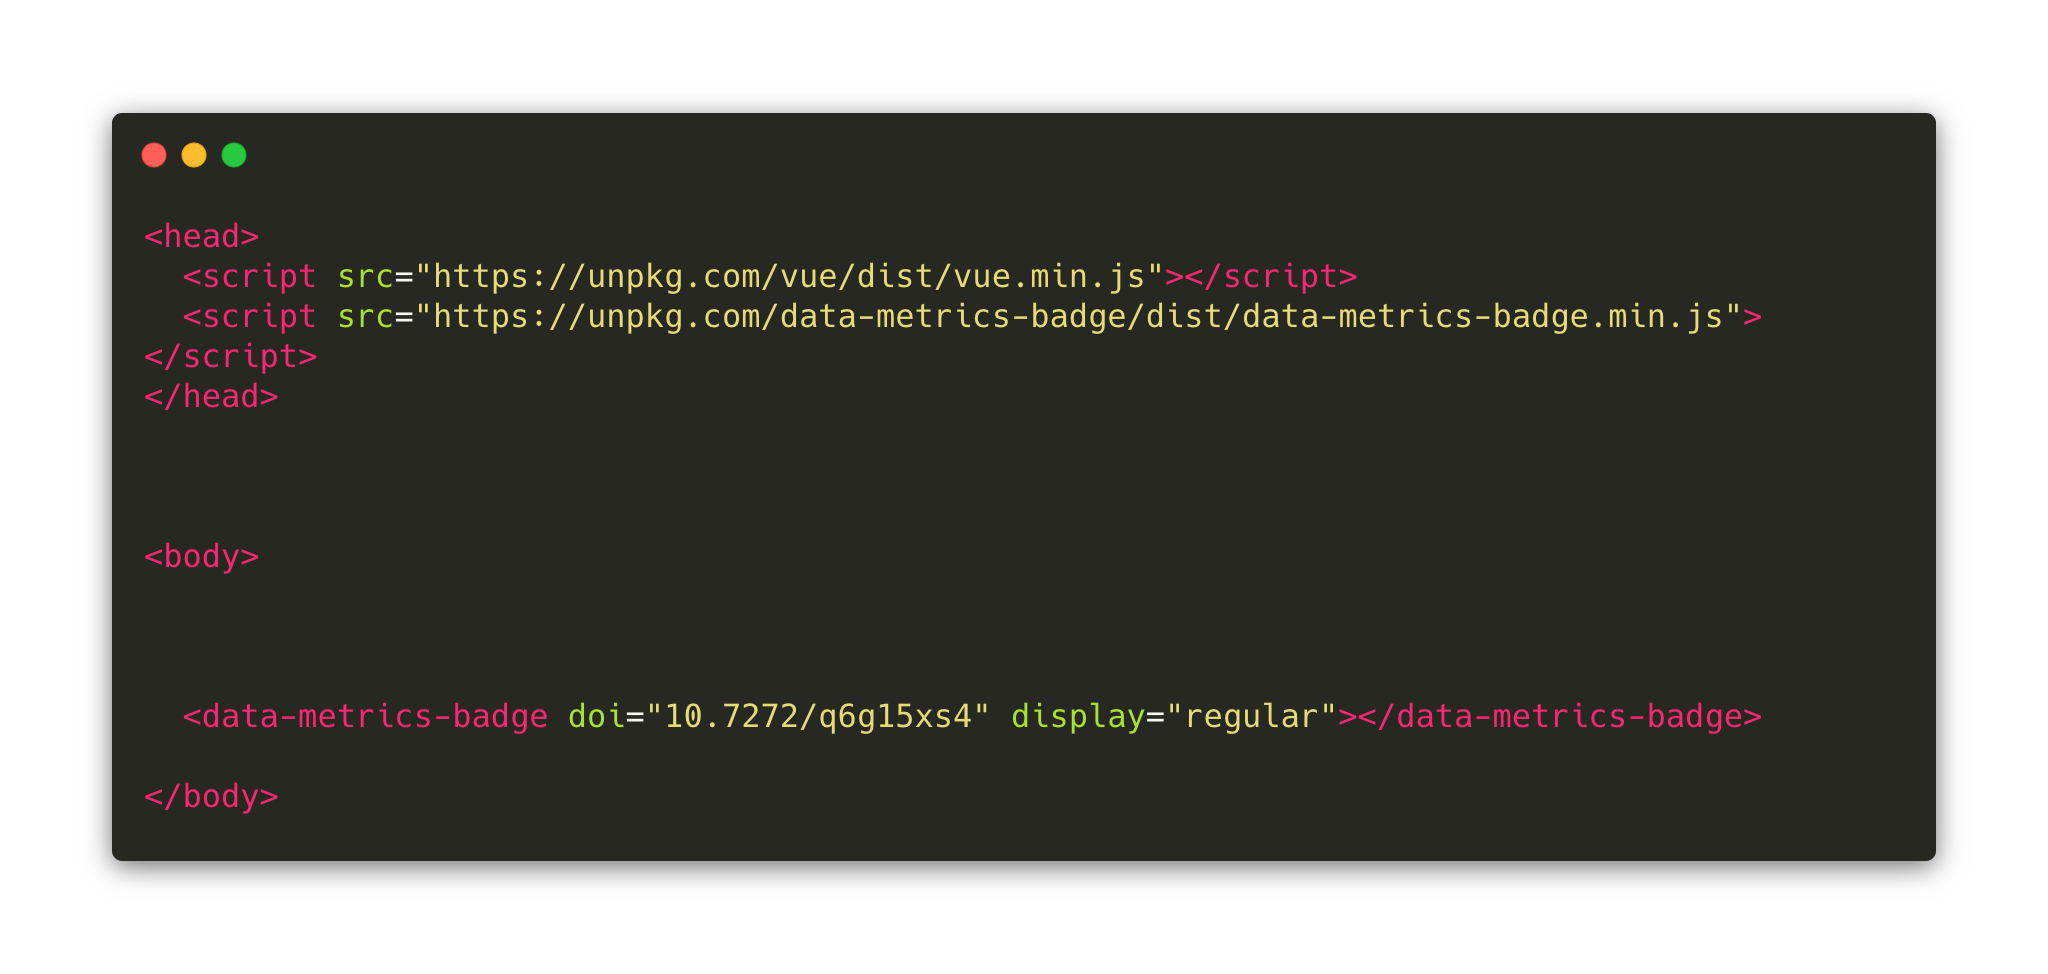 <head>
  <script src="https://unpkg.com/vue/dist/vue.min.js"></script>
  <script src="https://unpkg.com/data-metrics-badge/dist/data-metrics-badge.min.js">
</script>
</head>
<body>
  <data-metrics-badge doi="10.7272/q6g15xs4" display="regular"></data-metrics-badge>
</body>